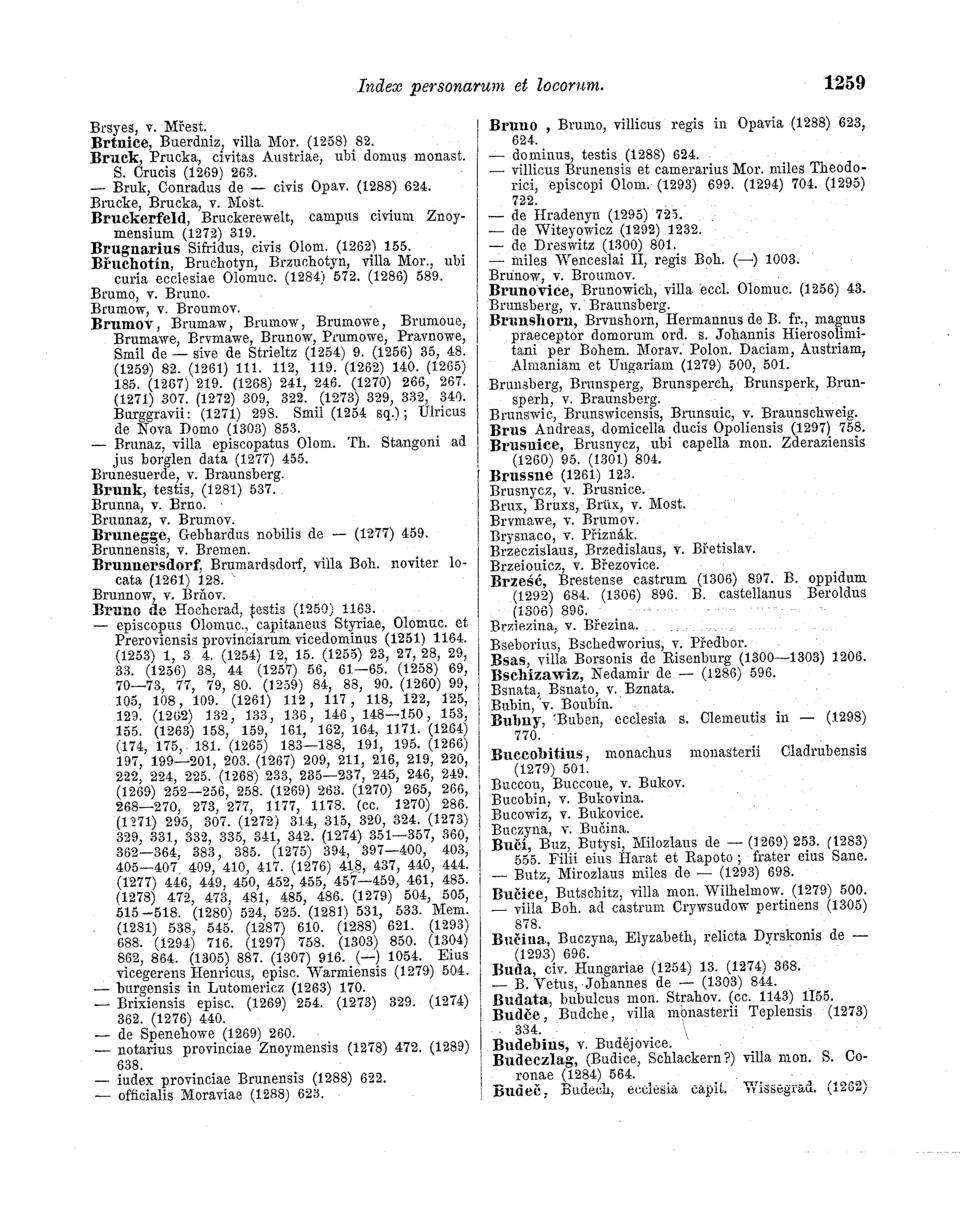 Index personarum et locorum. 1259
Brsyeš, v. Mřest.
Brtnice, Buerdniz, villa Mor. (1258) 82.
Bruck, Prucka, civitas Austriae, ubi domus monast.
S. Crucis (1269) 263.
— Bruk, Conradus de — civis Opav. (1288) 624.
Brucke, Brucka, v. Most.
Bruckerfeld, Bruckerewelt, campus civium Znoy-
mensium (1272) 319.
Brugnarius Sifridus, civis Olom. (1262) 155.
Břuchotín, Bruchotyn, Brzuchotyn, villa Mor., ubi
curia ecclesiae Olomuc. (1284) 572. (1286) 589.
Brumo, v. Bruno.
Brumow, v. Broumov.
Brumov, Brumaw, Brumow, Brumowe, Brumoue,
Brumawe, Brvmawe, Brunow, Prumowe, Pravnowe,
Smil de — sive de Strieltz (1254) 9. (1256) 35, 48.
(1259) 82. (1261) 111. 112, 119. (1262) 140. (1265)
185. (1267) 219. (1268) 241, 246. (1270) 266, 267.
(1271) 307. (1272) 309, 322. (1273) 329, 332, 340.
Burggravii: (1271) 298. Smil (1254 sq.); Ulricus
de Nova Domo (1303) 853.
— Brunaz, villa episcopatus Olom. Th. Stangoni ad
jus borglen data (1277) 455.
Brunesuerde, v. Braunsberg.
Brunk, testis, (1281) 537.
Brunna, v. Brno.
Brunnaz, v. Brumov.
Brunegge, Gebhardus nobilis de — (1277) 459.
Brunnensis, v. Bremen.
Brunnersdorf, Brumardsdorf, villa Boh. noviter lo-
cata (1261) 128.
Brunnow, v. Brňov.
Bruno de Hocherad, testis (1250) 1163.
— episcopus Olomuc., capitaneus Styriae, Olomuc. et
Preroviensis provinciarum vicedominus (1251) 1164.
(1253) 1, 3 4. (1254) 12, 15. (1255) 23, 27, 28, 29,
33. (1256) 38, 44 (1257) 56, 61—65. (1258) 69,
70—73, 77, 79, 80. (1259) 84, 88, 90. (1260) 99,
105, 108, 109. (1261) 112, 117, 118, 122, 125,
129. (1262) 132, 133, 136, 146, 148—150, 153,
155. (1263) 158, 159, 161, 162, 164, 1171. (1264)
(174, 175, 181. (1265) 183—188, 191, 195. (1266)
197, 199—201, 203. (1267) 209, 211, 216, 219, 220,
222, 224, 225. (1268) 233, 235—237, 245, 246, 249.
(1269) 252—256, 258. (1269) 263. (1270) 265, 266,
268—270, 273, 277, 1177, 1178. (cc. 1270) 286.
(1271) 295, 307. (1272) 314, 315, 320, 324. (1273)
329, 331, 332, 335, 341, 342. (1274) 351—357, 360,
362—364, 383, 385. (1275) 394, 397—400, 403,
405—407, 409, 410, 417. (1276) 418, 437, 440, 444.
(1277) 446, 449, 450, 452, 455, 457—459, 461, 485.
(1278) 472, 473, 481, 485, 486. (1279) 504, 505,
515—518. (1280) 524, 525. (1281) 531, 533. Mem.
(1281) 538, 545. (1287) 610. (1288) 621. (1293)
688. (1294) 716. (1297) 758. (1303) 850. (1304)
862, 864. (1305) 887. (1307) 916. (—) 1054. Eius
vicegerens Henricus, episc. Warmiensis (1279) 504.
— burgensis in Lutomericz (1263) 170.
— Brixiensis episc. (1269) 254. (1273) 329. (1274)
362. (1276) 440.
— de Spenehowe (1269) 260.
— notarius provinciae Znoymensis (1278) 472. (1289)
638.
— iudex provinciae Brunensis (1288) 622.
— officialis Moraviae (1288) 623.
Bruno , Brumo, villicus regis in Opavia (1288) 623,
624.
— dominus, testis (1288) 624.
— villicus Brunensis et camerarius Mor. miles Theodo-
rici, episcopi Olom. (1293) 699. (1294) 704. (1295)
722.
— de Hradenyn (1295) 725.
— de Witeyowicz (1292) 1232.
— de Dreswitz (1300) 801.
— miles Wenceslai II, regis Boh. (—) 1003.
Brunow, v. Broumov.
Brunovice, Brunowich, villa eccl. Olomuc. (1256) 43.
Brunsberg, v. Braunsberg.
Brunshorn, Brvnshorn, Hermannus de B. fr., magnus
praeceptor domorum ord. s. Johannis Hierosolimi-
tani per Bohem. Morav. Polon. Daciam, Austriam,
Almaniam et Ungariam (1279) 500, 501.
Brunsberg, Brunsperg, Brunsperch, Brunsperk, Brun-
sperh, v. Braunsberg.
Brunswic, Brunswicensis, Brunsuic, v. Braunschweig.
Brus Andreas, domicella ducis Opoliensis (1297) 758.
Brusnice, Brusnycz, ubi capella mon. Zderaziensis
(1260) 95. (1301) 804.
Brussne (1261) 123.
Brusnycz, v. Brusnice.
Brux, Bruxs, Brüx, v. Most.
Brvmawe, v. Brumov.
Brysnaco, v. Přiznák.
Brzeczislaus, Brzedislaus, v. Břetislav.
Brzeiouicz, v. Březovice.
Brześć, Brestense castrum (1306) 897. B. oppidum
(1292) 684. (1306) 896. B. castellanus Beroldus
(1306) 896.
Brziezina, v. Březina.
Bseborius, Bschedworius, v. Předbor.
Bsas, villa Borsonis de Risenburg (1300—1303) 1206.
Bschizawiz, Nedamir de — (1286) 596.
Bsnata, Bsnato, v. Bznata.
Bubin, v. Boubín.
Bubny, Buben, ecclesia s. Clemeutis in — (1298)
770.
Buccobitius, monachus monasterii Cladrubensis
(1279) 501.
Buccou, Buccoue, v. Bukov.
Bucobin, v. Bukovina.
Bucowiz, v. Bukovice.
Buczyna, v. Bučina.
Bučí, Buz, Butysi, Milozlaus de — (1269) 253. (1283)
555. Filii eius Harat et Rapoto; frater eius Sane.
— Butz, Mirozlaus miles de — (1293) 698.
Bučice, Butschitz, villa mon. Wilhelmow. (1279) 500.
— villa Boh. ad castrum Crywsudow pertinens (1305)
878.
Bučina, Buczyna, Elyzabeth, relicta Dyrskonis de —
(1293) 696.
Buda, civ. Hungariae (1254) 13. (1274) 368.
— B. Vetus, Johannes de — (1303) 844.
Budata, bubulcus mon. Strahov. (cc. 1143) 1155.
Budče, Budche, villa monasterii Teplensis (1273)
334.
Budebins, v. Budějovice.
Budeczlag, (Budice, Schlackern?) villa mon. S. Co-
ronae (1284) 564.
Budeč, Budech, ecclesia capit. Wissegrad. (1262)